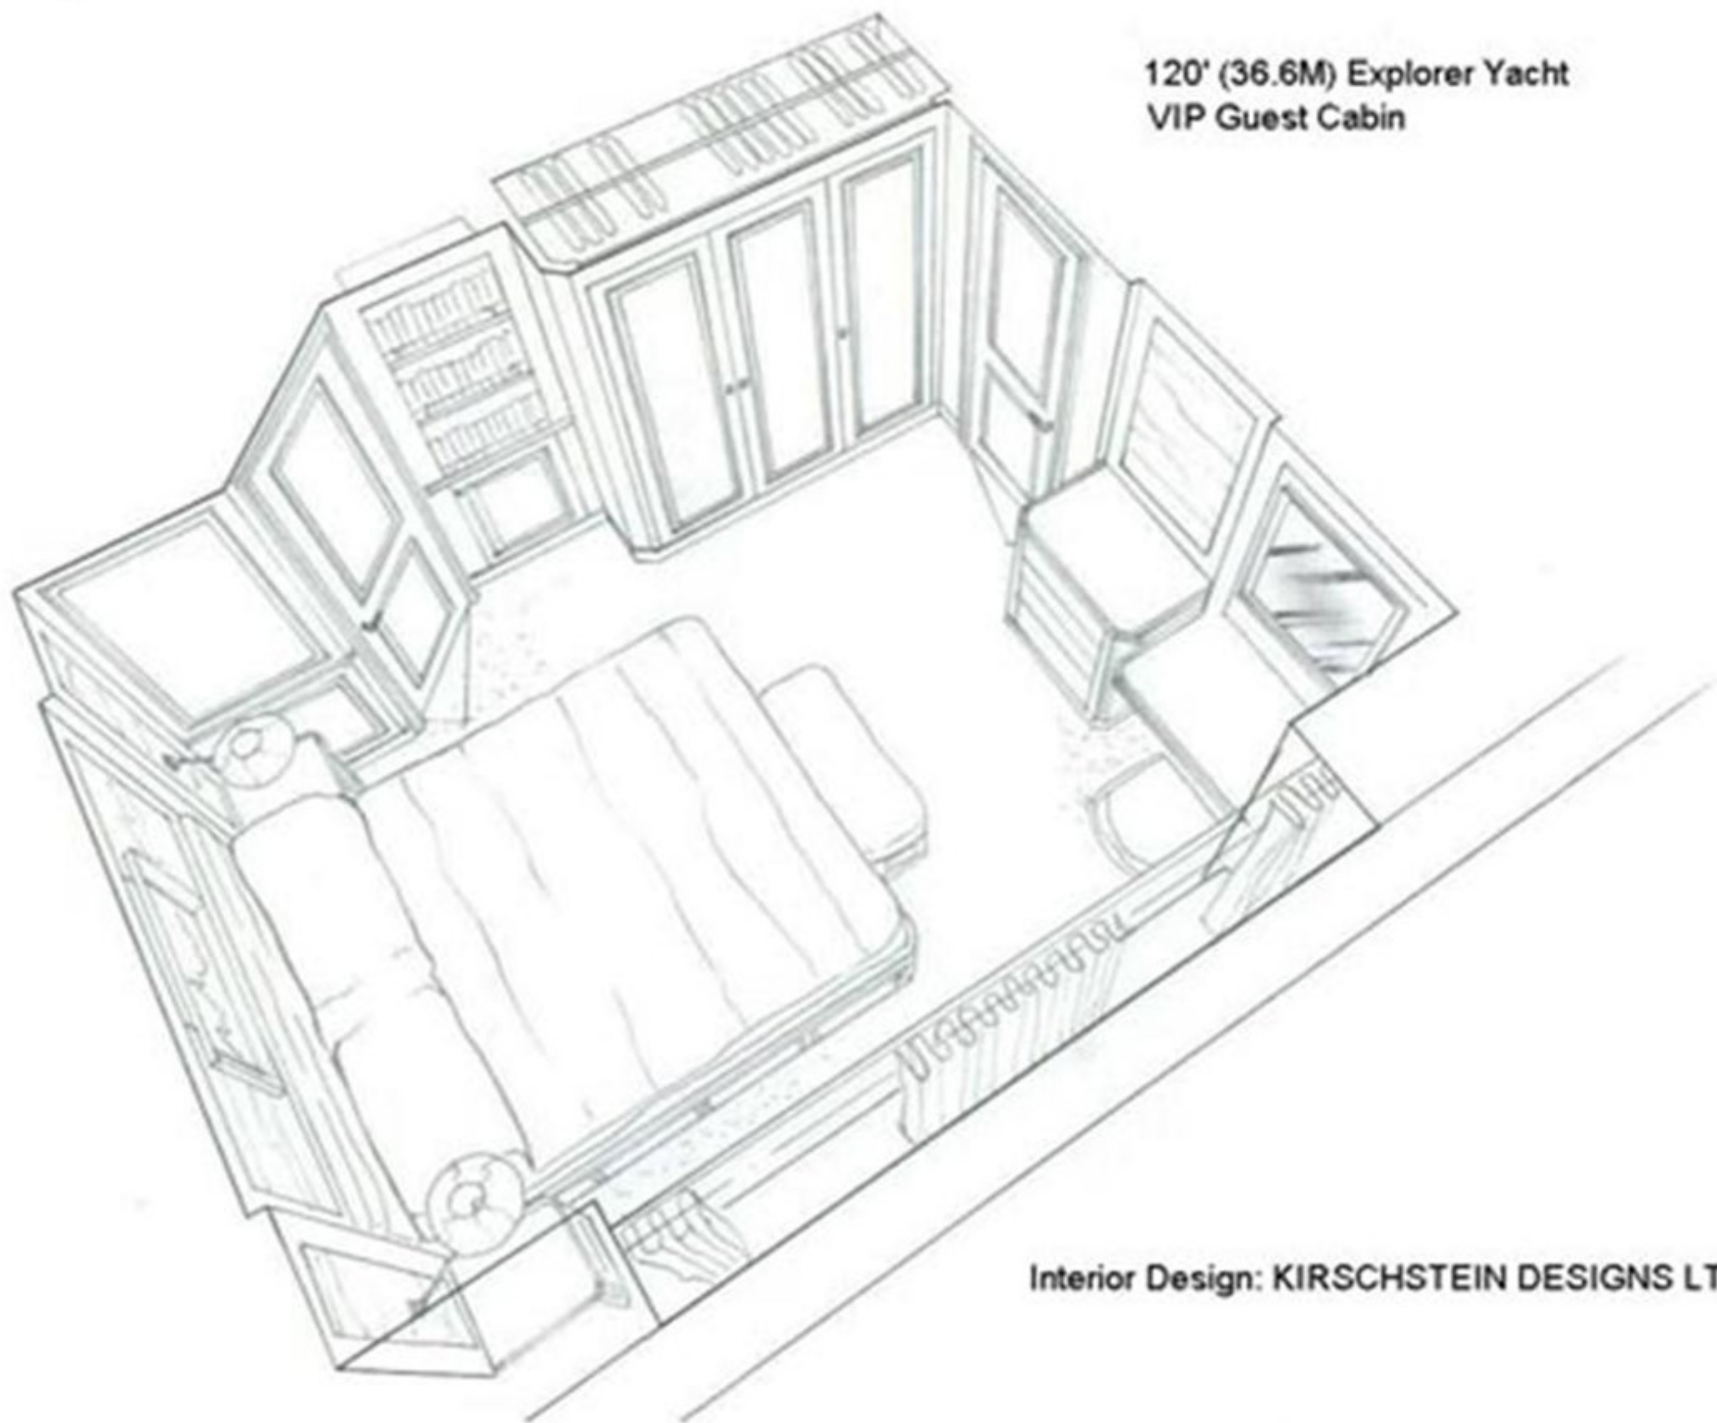 120' (36.6M) Explorer Yacht
VIP Guest Cabin
Interior Design: KIRSCHSTEIN DESIGNS LT